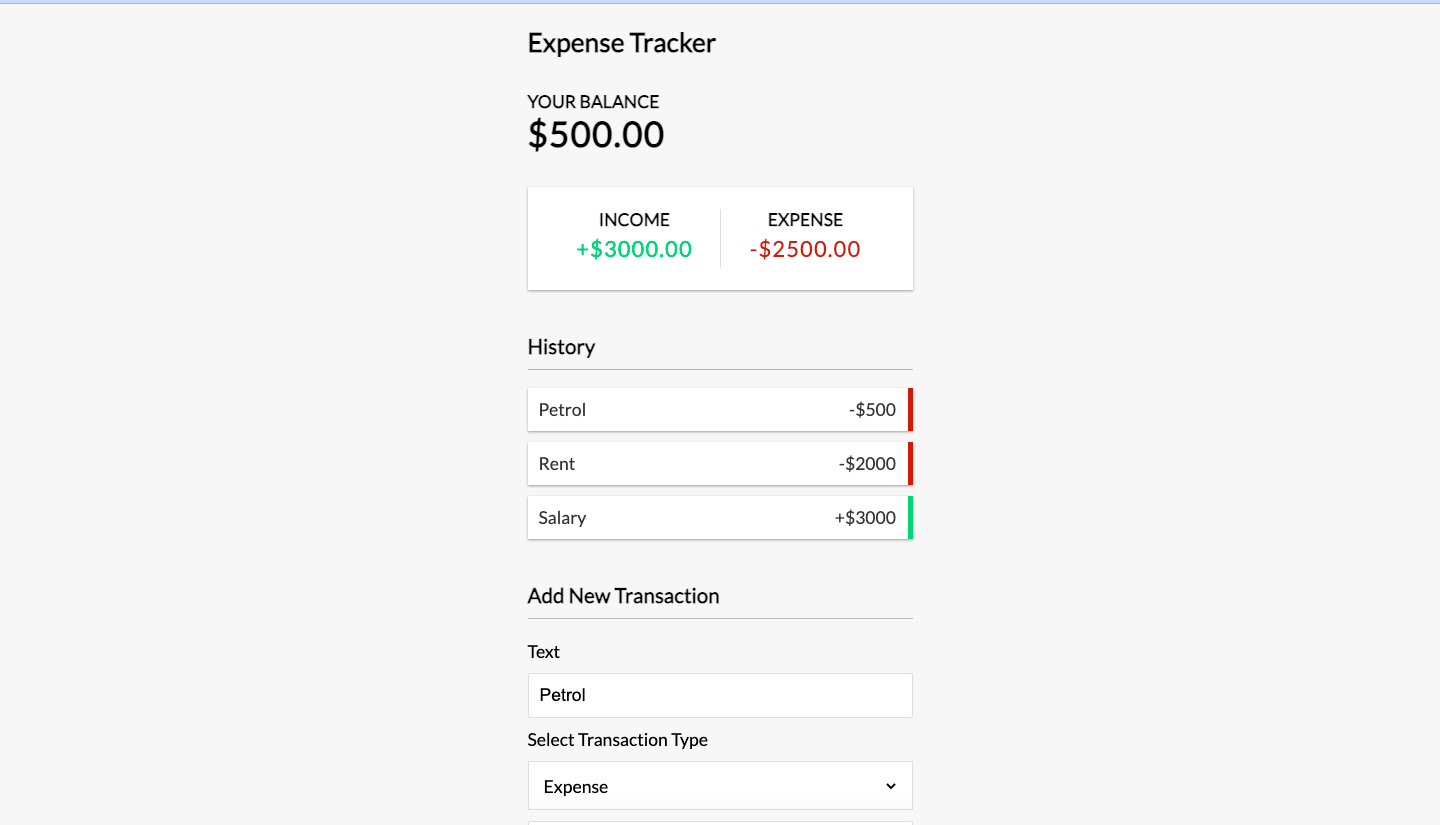 Expense Tracker
YOUR BALANCE
$500.00
INCOME EXPENSE
+$3000.00 -$2500.00
History
Petrol -$500
Rent -$2000
Salary +$3000
Add New Transaction
Text
Petrol
Select Transaction Type
Expense